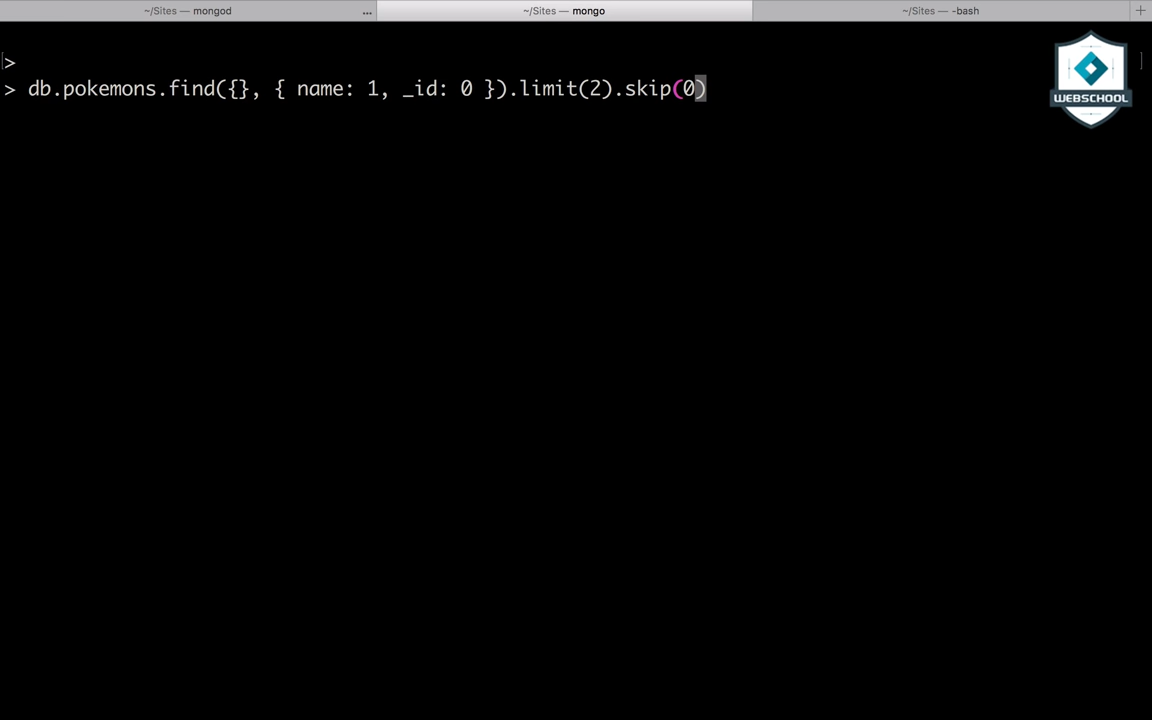 ~/Sites — mongod
...
~/Sites — mongo
~/Sites — -bash
+
>
> db.pokemons.find({}, { name: 1, _id: 0 }).limit(2).skip(0)
WEBSCHOOL